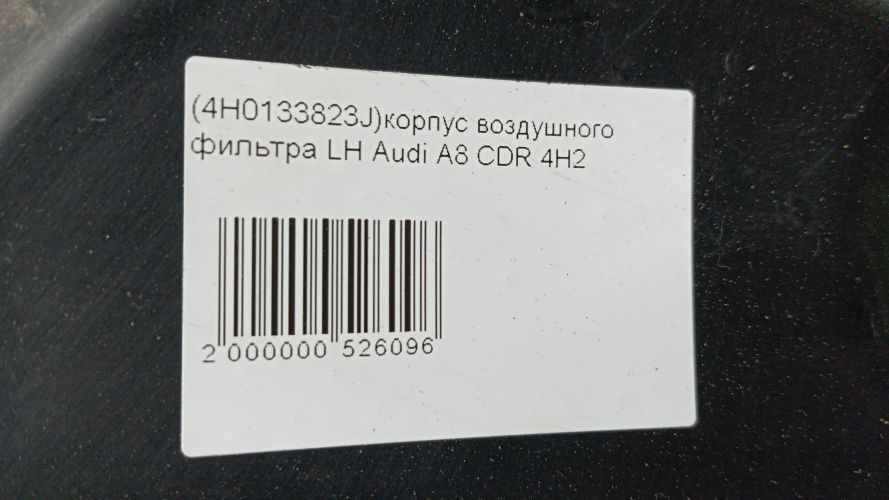 (4H0133823J)корпус воздушного
фильтра LH Audi A8 CDR 4H2
2 000000 526096